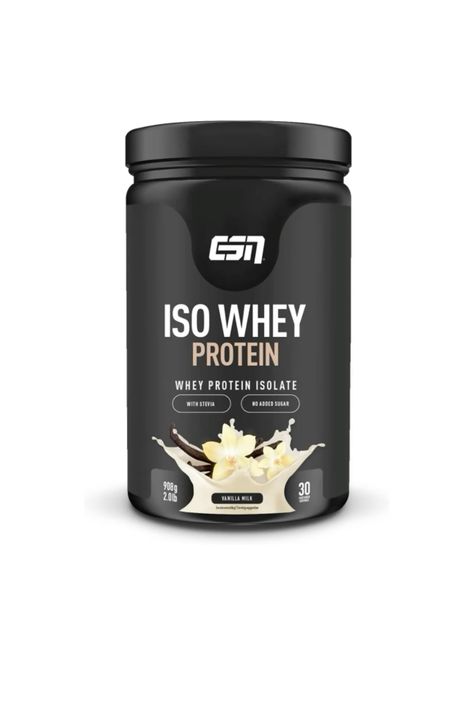 ESN
ISO WHEY
PROTEIN
WHEY PROTEIN ISOLATE
WITH STEVIA
NO ADDED SUGAR
908g
2.0lb
VANILLA MILK
30